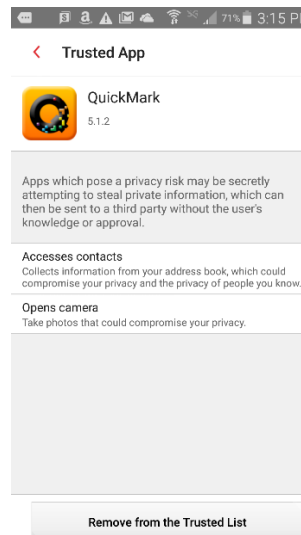 71% 3:15 P
Trusted App
QuickMark
5.1.2
Apps which pose a privacy risk may be secretly
attempting to steal private information, which can
then be sent to a third party without the user's
knowledge or approval.
Accesses contacts
Collects information from your address book, which could
compromise your privacy and the privacy of people you know.
Opens camera
Take photos that could compromise your privacy.
Remove from the Trusted List